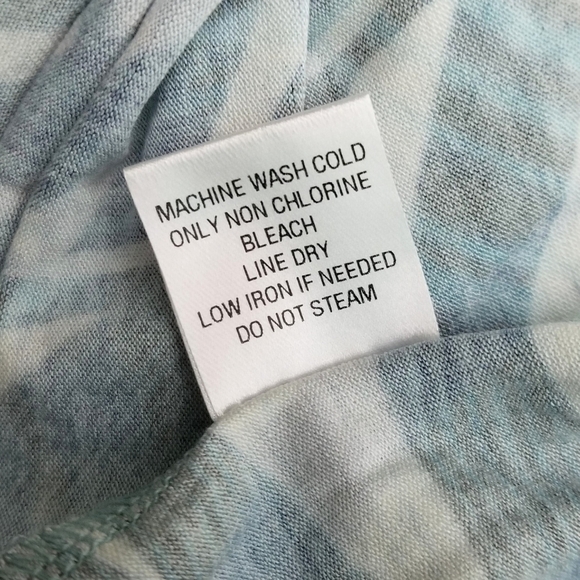 MACHINE WASH COLD
ONLY NON CHLORINE
BLEACH
LINE DRY
LOW IRON IF NEEDED
DO NOT STEAM